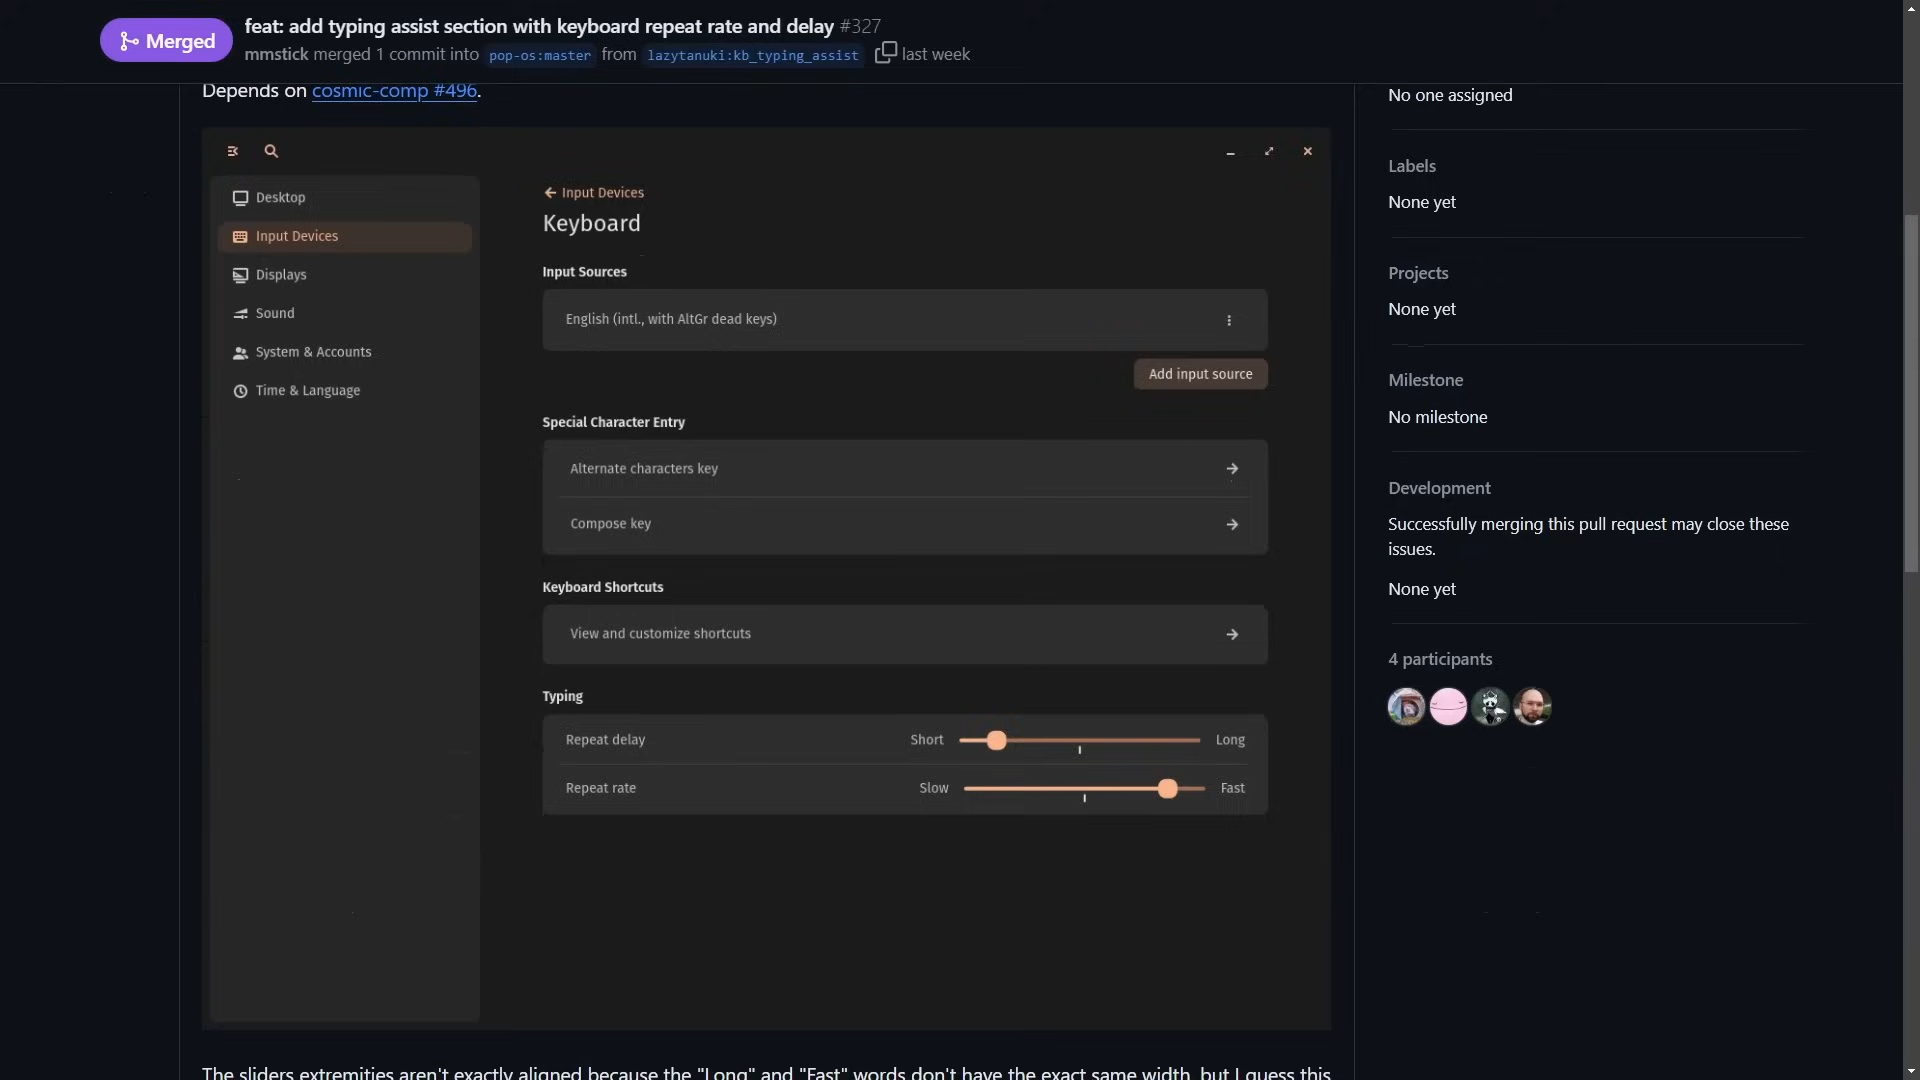 Merged
feat: add typing assist section with keyboard repeat rate and delay #327
mmstick merged 1 commit into pop-os:master from lazytanuki:kb_typing_assist last week
Depends on cosmic-comp #496.
Desktop
Input Devices
Displays
Sound
System & Accounts
Time & Language
Input Devices
Keyboard
Input Sources
English (intl., with AltGr dead keys)
Add input source
Special Character Entry
Alternate characters key
Compose key
Keyboard Shortcuts
View and customize shortcuts
Typing
Repeat delay Short Long
Repeat rate Slow Fast
The sliders extremities aren't exactly aligned because the "Long" and "Fast" words don't have the exact same width, but I guess this
No one assigned
Labels
None yet
Projects
None yet
Milestone
No milestone
Development
Successfully merging this pull request may close these
issues.
None yet
4 participants